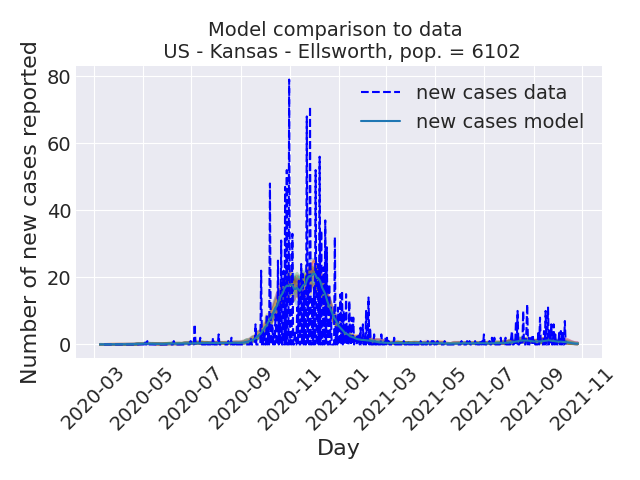 Model comparison to data
US - Kansas - Ellsworth, pop. = 6102
Number of new cases reported
80
60
40
20
0
new cases data
new cases model
2020-03
2020-05
2020-07
2020-09
2020-11
2021-01
2021-03
2021-05
2021-07
2021-09
2021-11
Day